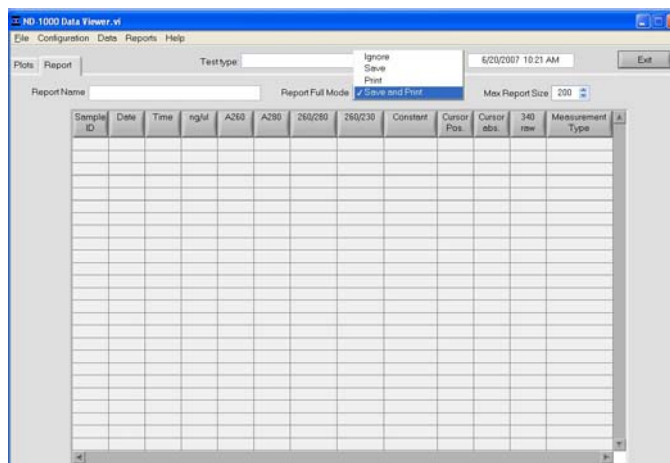 ND-1000 Data Viewer.vi
File Configuration Data Reports Help
Plots Report Test type: 6/20/2007 10:21 AM Exit
Ignore
Save
Print
Report Name Report Full Mode ✓ Save and Print Max Report Size 200
Sample ID Date Time ng/ul A260 A280 260/280 260/230 Constant Cursor Pos. Cursor abs. 340 raw Measurement Type